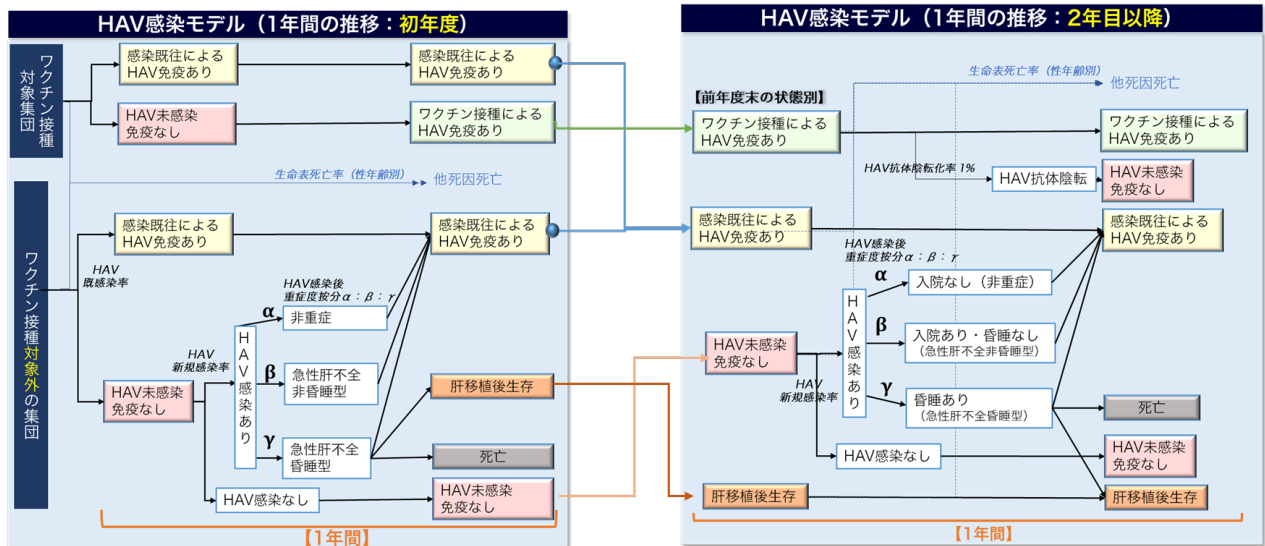 HAV感染モデル（1年間の推移：初年度）
ワクチン接種
対象集団
感染既往による
HAV免疫あり
感染既往による
HAV免疫あり
HAV未感染
免疫なし
ワクチン接種による
HAV免疫あり
生命表死亡率（性年齢別）
他死因死亡
ワクチン接種対象外の集団
感染既往による
HAV免疫あり
感染既往による
HAV免疫あり
HAV
既感染率
HAV感染後
重症度按分α：β：γ
α
非重症
HAV
新規感染率
HAV感染あり
β
急性肝不全
非昏睡型
HAV未感染
免疫なし
肝移植後生存
γ
急性肝不全
昏睡型
死亡
HAV感染なし
HAV未感染
免疫なし
【1年間】
HAV感染モデル（1年間の推移：2年目以降）
生命表死亡率（性年齢別）
他死因死亡
【前年度末の状態別】
ワクチン接種による
HAV免疫あり
ワクチン接種による
HAV免疫あり
HAV抗体陰転化率 1%
HAV抗体陰転
HAV未感染
免疫なし
感染既往による
HAV免疫あり
感染既往による
HAV免疫あり
HAV感染後
重症度按分α：β：γ
α
入院なし（非重症）
HAV感染あり
β
入院あり・昏睡なし
（急性肝不全非昏睡型）
HAV未感染
免疫なし
HAV
新規感染率
γ
昏睡あり
（急性肝不全昏睡型）
死亡
HAV感染なし
HAV未感染
免疫なし
肝移植後生存
肝移植後生存
【1年間】